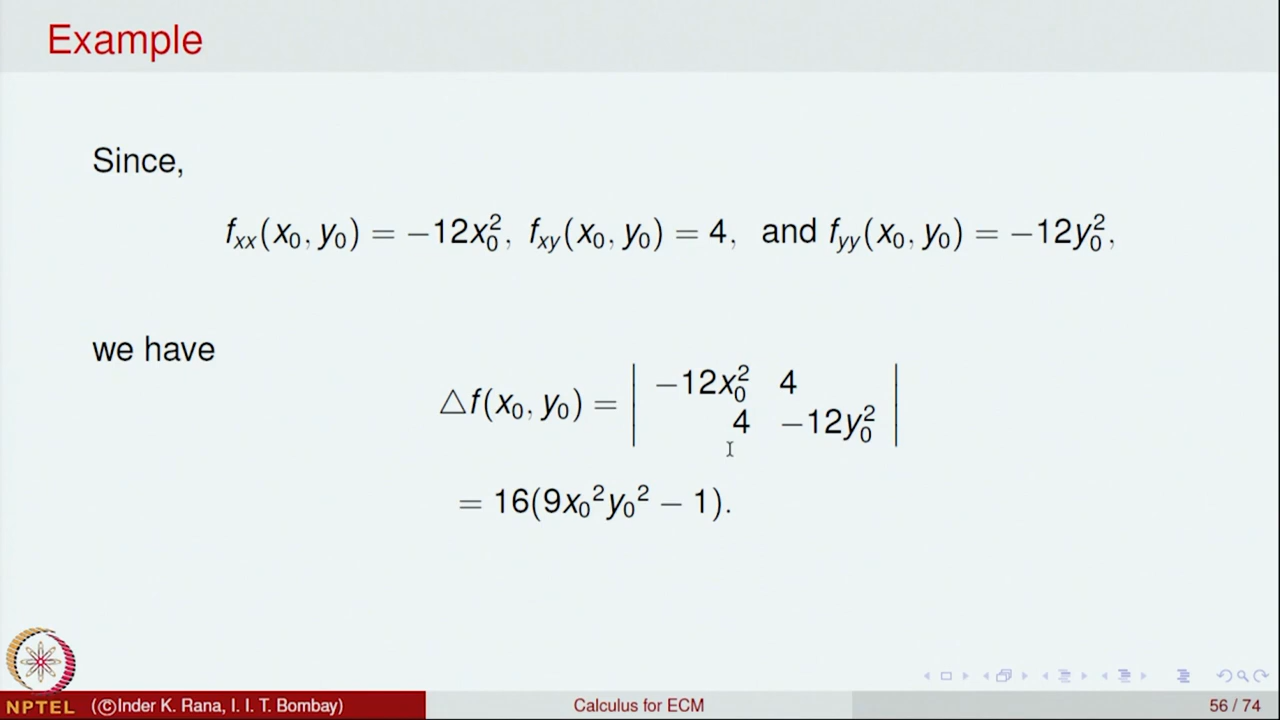 Example
Since,
f_xx(x_0, y_0) = −12x_0^2, f_xy(x_0, y_0) = 4, and f_yy(x_0, y_0) = −12y_0^2,
we have
△f(x_0, y_0) = | −12x_0^2 4
4 −12y_0^2 |
= 16(9x_0^2y_0^2 − 1).
NPTEL (©Inder K. Rana, I. I. T. Bombay) Calculus for ECM 56 / 74